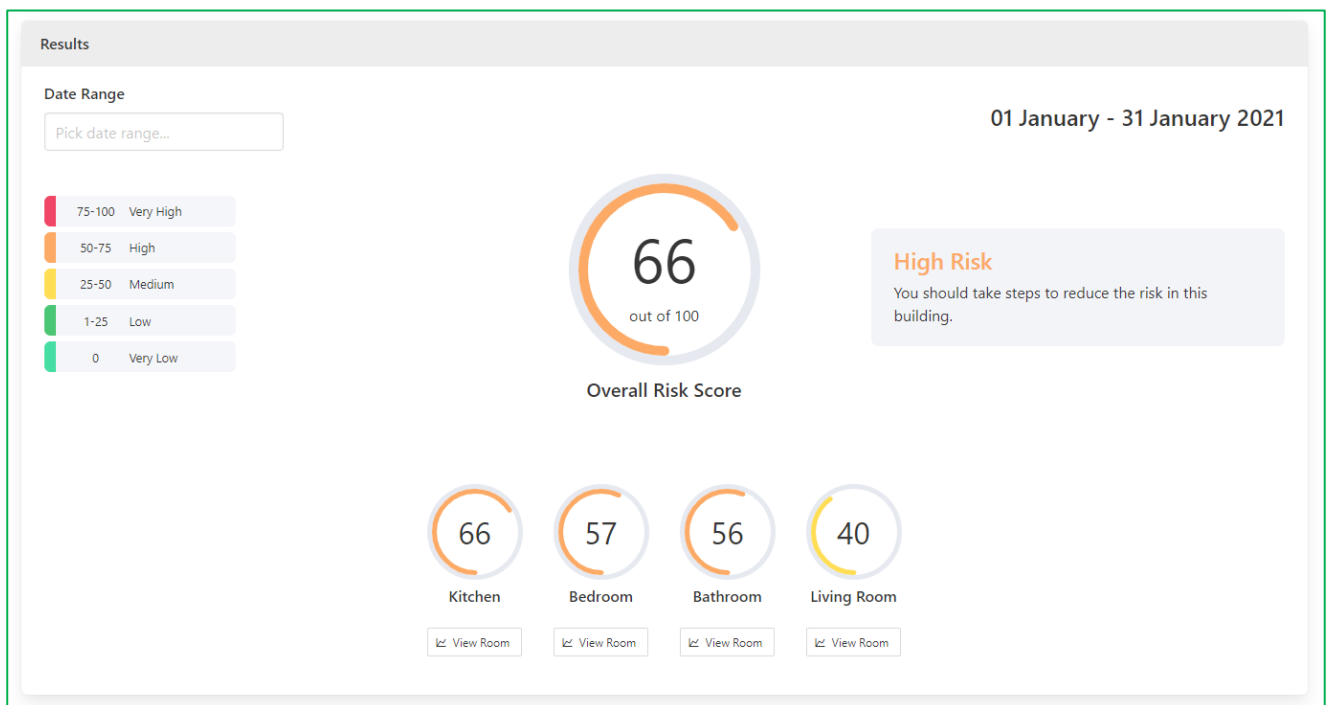 Results
Date Range
Pick date range...
01 January - 31 January 2021
75-100 Very High
50-75 High
25-50 Medium
1-25 Low
0 Very Low
66
out of 100
Overall Risk Score
High Risk
You should take steps to reduce the risk in this
building.
66 57 56 40
Kitchen Bedroom Bathroom Living Room
View Room View Room View Room View Room